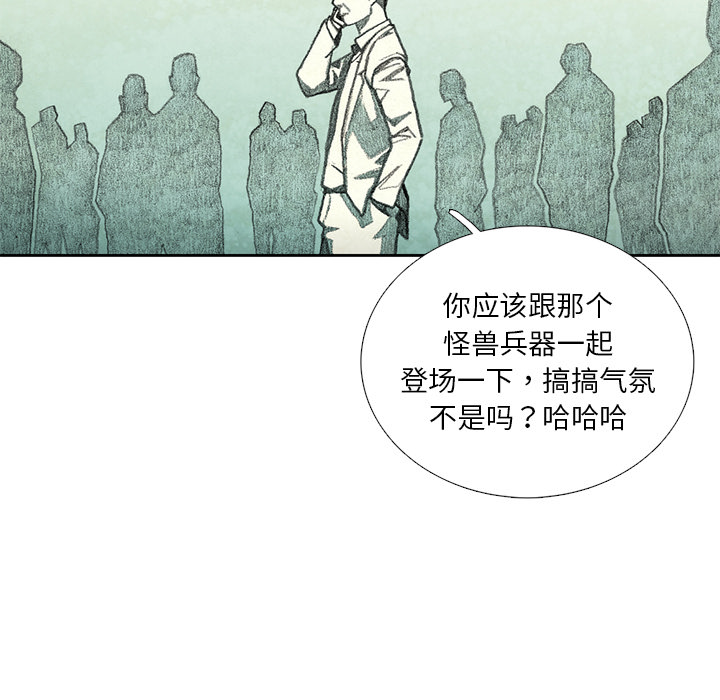 你应该跟那个
怪兽兵器一起
登场一下，搞搞气氛
不是吗？哈哈哈